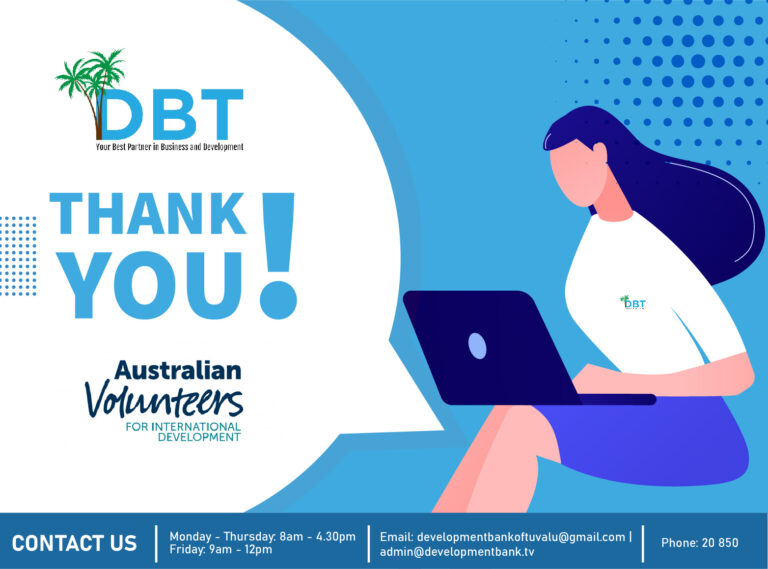 DBT
Your Best Partner in Business and Development
THANK
YOU!
Australian
Volunteers
FOR INTERNATIONAL
DEVELOPMENT
DBT
CONTACT US
Monday - Thursday: 8am - 4.30pm
Friday: 9am - 12pm
Email: developmentbankoftuvalu@gmail.com |
admin@developmentbank.tv
Phone: 20 850